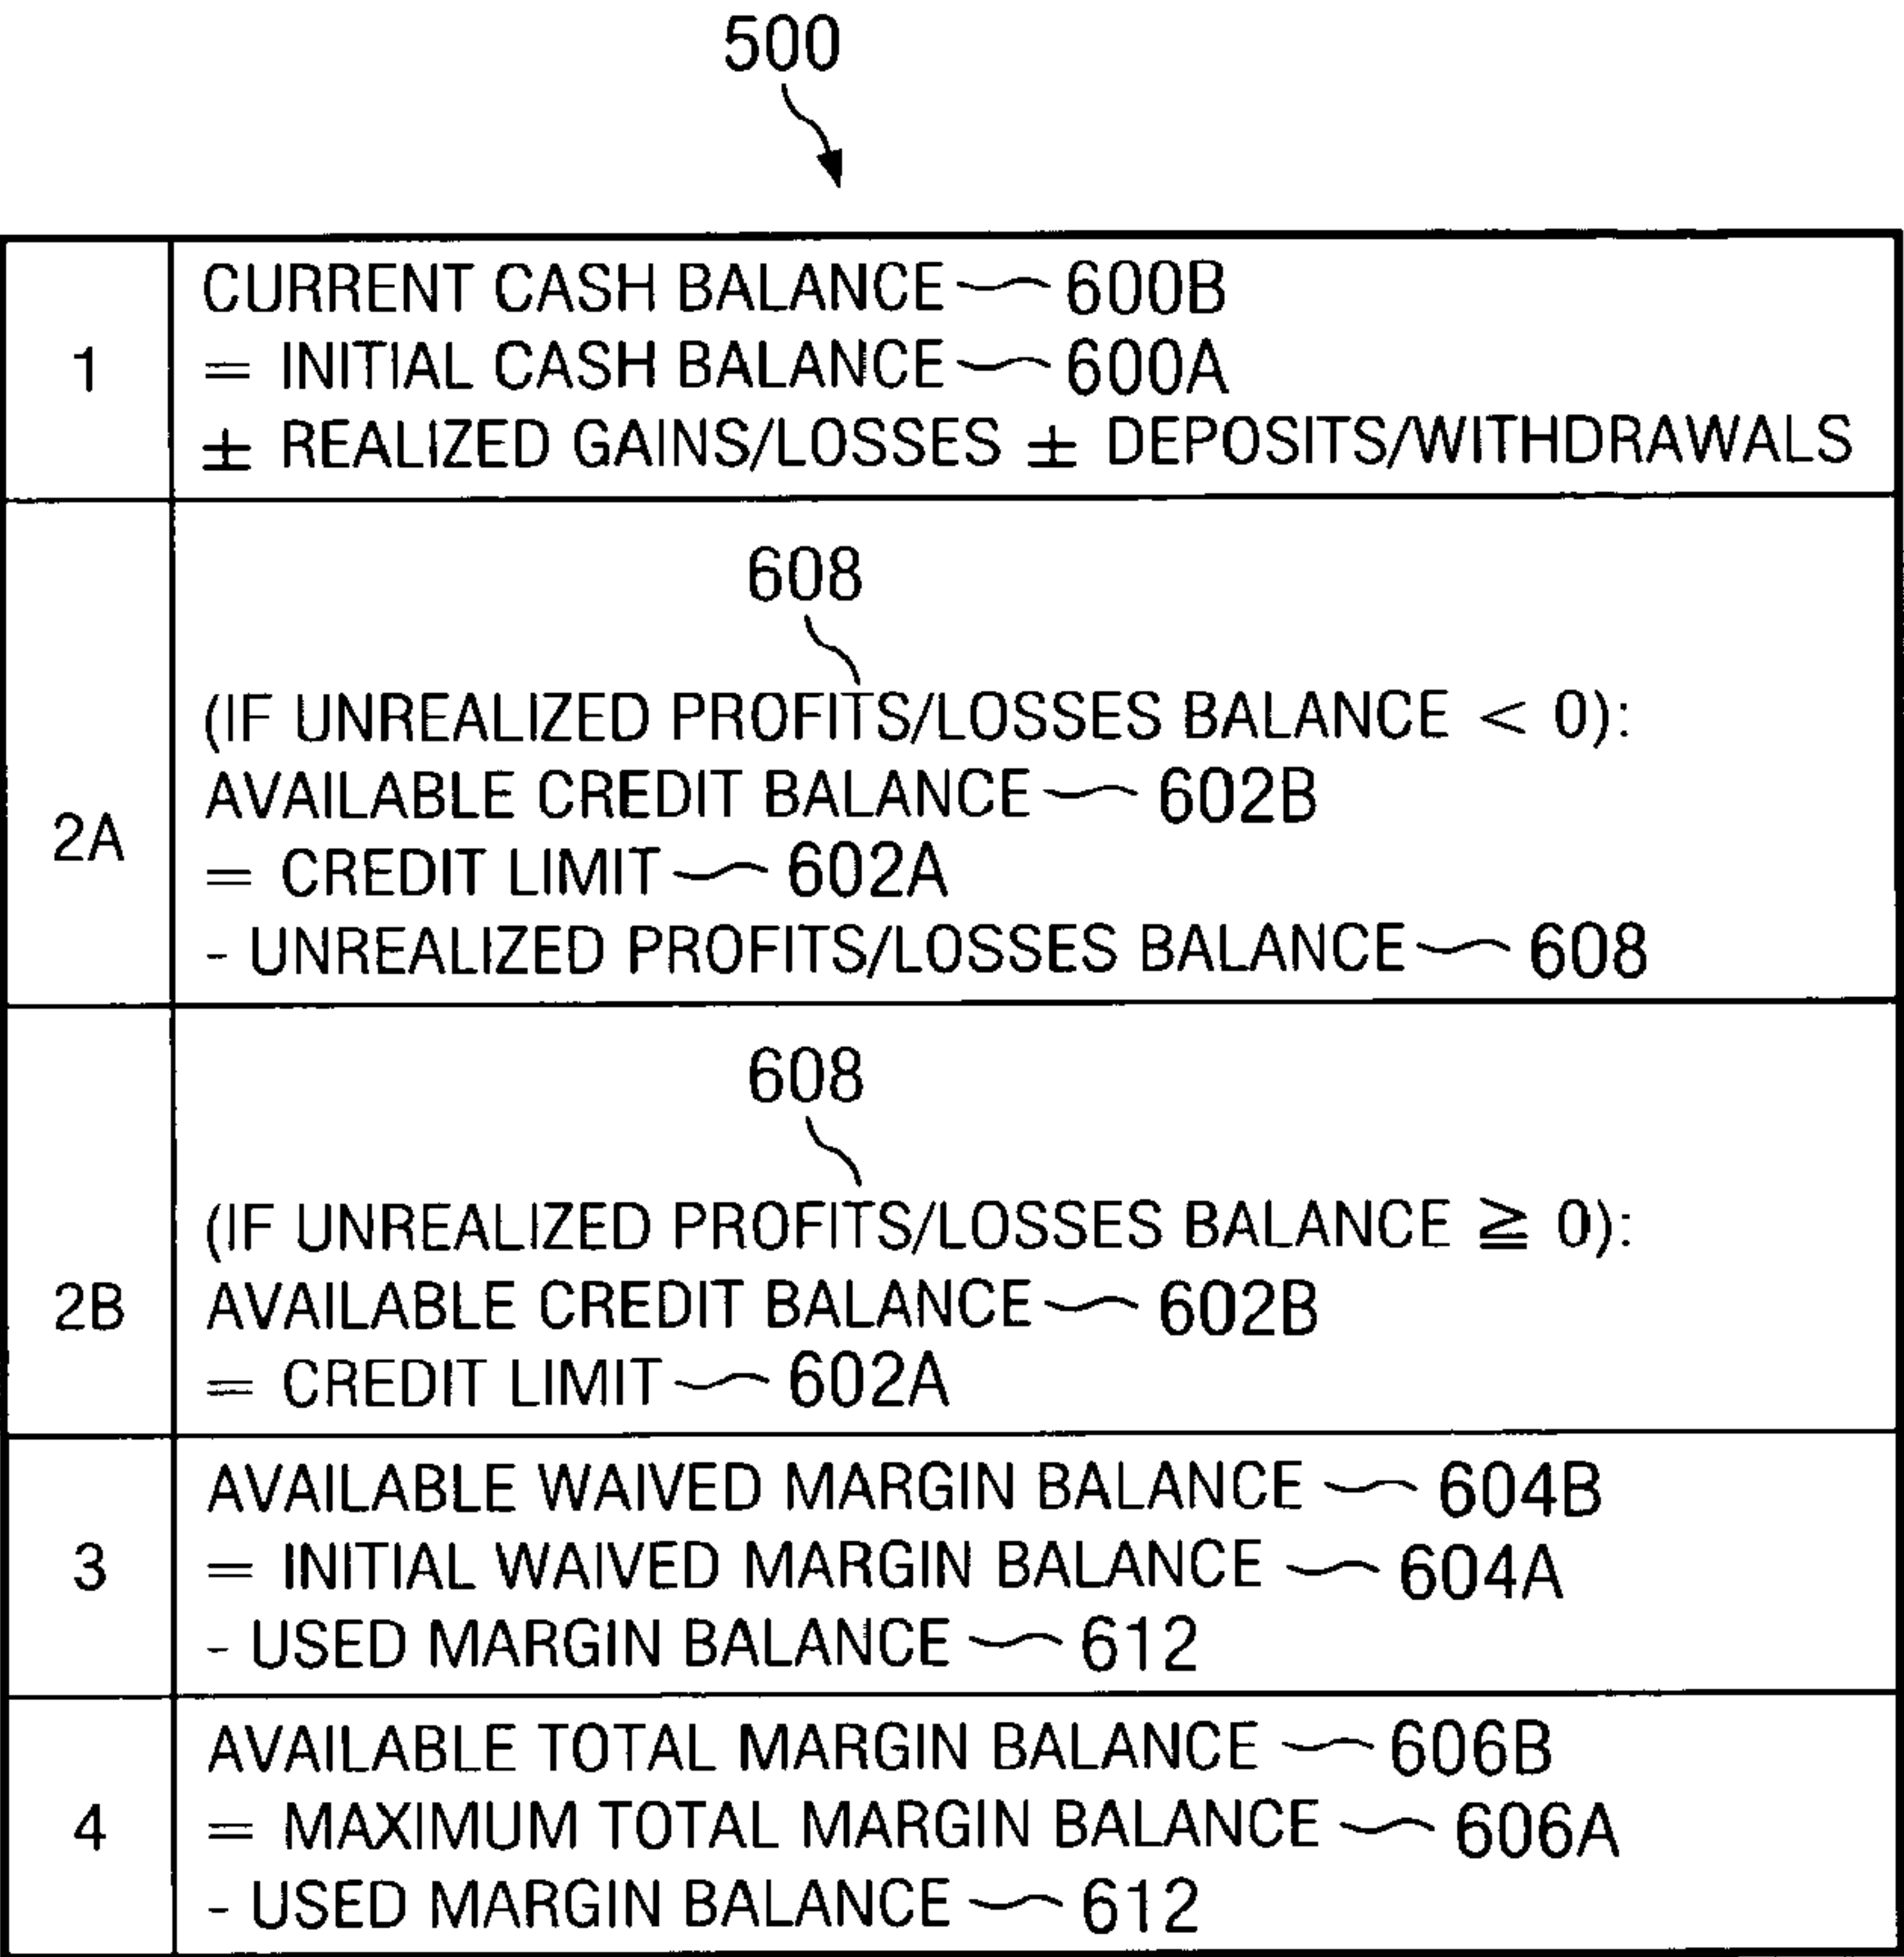 500
1
CURRENT CASH BALANCE 600B
= INITIAL CASH BALANCE 600A
± REALIZED GAINS/LOSSES ± DEPOSITS/WITHDRAWALS
2A
608
(IF UNREALIZED PROFITS/LOSSES BALANCE < 0):
AVAILABLE CREDIT BALANCE 602B
= CREDIT LIMIT 602A
- UNREALIZED PROFITS/LOSSES BALANCE 608
2B
608
(IF UNREALIZED PROFITS/LOSSES BALANCE ≧ 0):
AVAILABLE CREDIT BALANCE 602B
= CREDIT LIMIT 602A
3
AVAILABLE WAIVED MARGIN BALANCE 604B
= INITIAL WAIVED MARGIN BALANCE 604A
- USED MARGIN BALANCE 612
4
AVAILABLE TOTAL MARGIN BALANCE 606B
= MAXIMUM TOTAL MARGIN BALANCE 606A
- USED MARGIN BALANCE 612